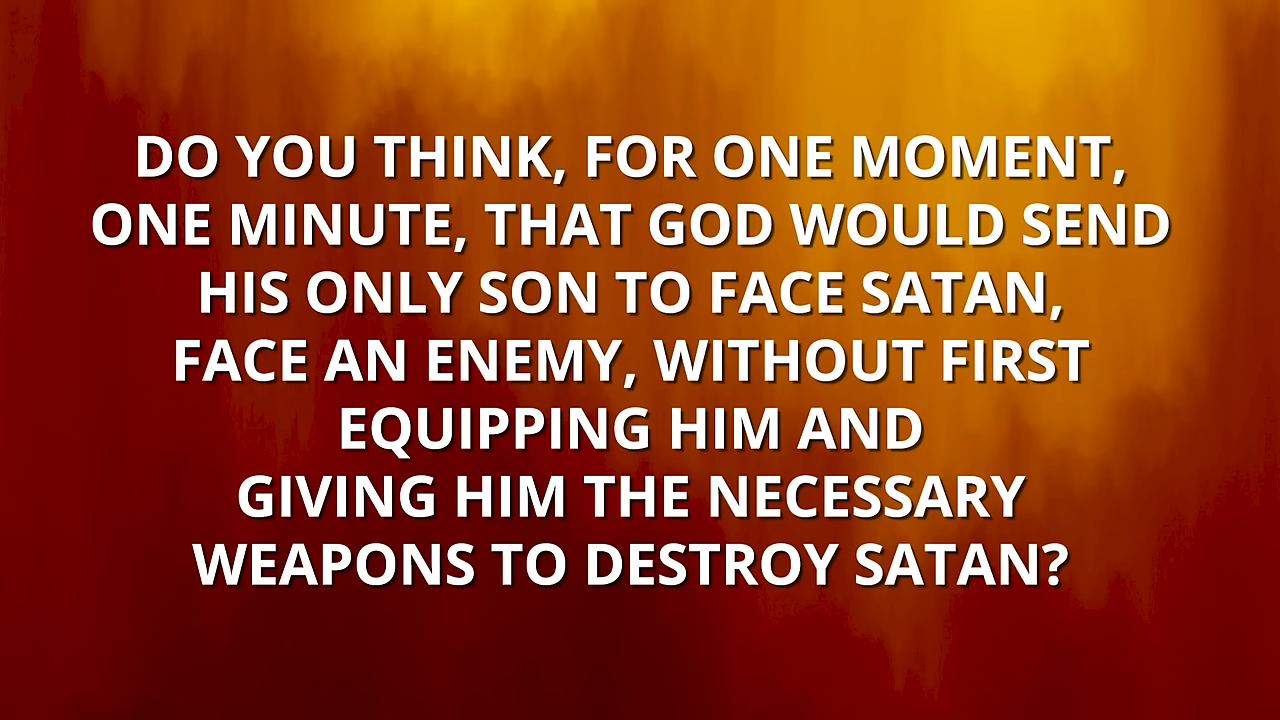 DO YOU THINK, FOR ONE MOMENT,
ONE MINUTE, THAT GOD WOULD SEND
HIS ONLY SON TO FACE SATAN,
FACE AN ENEMY, WITHOUT FIRST
EQUIPPING HIM AND
GIVING HIM THE NECESSARY
WEAPONS TO DESTROY SATAN?